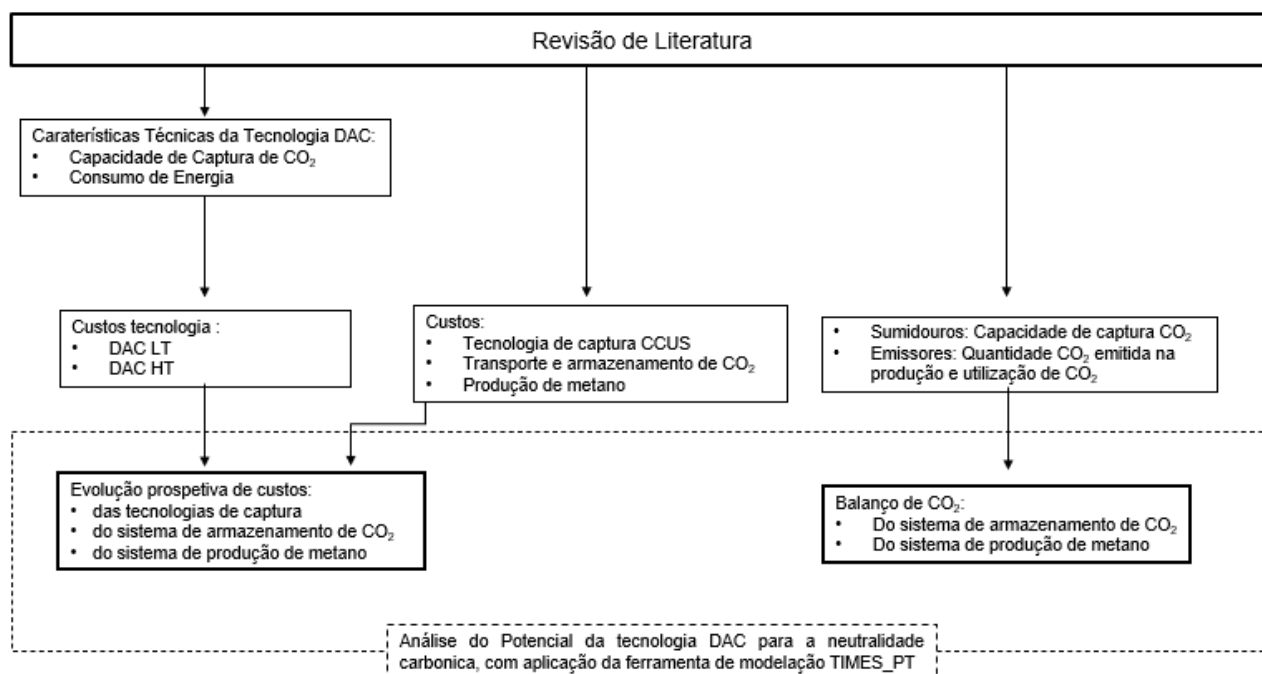 Revisão de Literatura
Caraterísticas Técnicas da Tecnologia DAC:
• Capacidade de Captura de CO₂
• Consumo de Energia
Custos tecnologia :
• DAC LT
• DAC HT
Custos:
• Tecnologia de captura CCUS
• Transporte e armazenamento de CO₂
• Produção de metano
• Sumidouros: Capacidade de captura CO₂
• Emissores: Quantidade CO₂ emitida na
produção e utilização de CO₂
Evolução prospetiva de custos:
• das tecnologias de captura
• do sistema de armazenamento de CO₂
• do sistema de produção de metano
Balanço de CO₂:
• Do sistema de armazenamento de CO₂
• Do sistema de produção de metano
Análise do Potencial da tecnologia DAC para a neutralidade
carbonica, com aplicação da ferramenta de modelação TIMES_PT